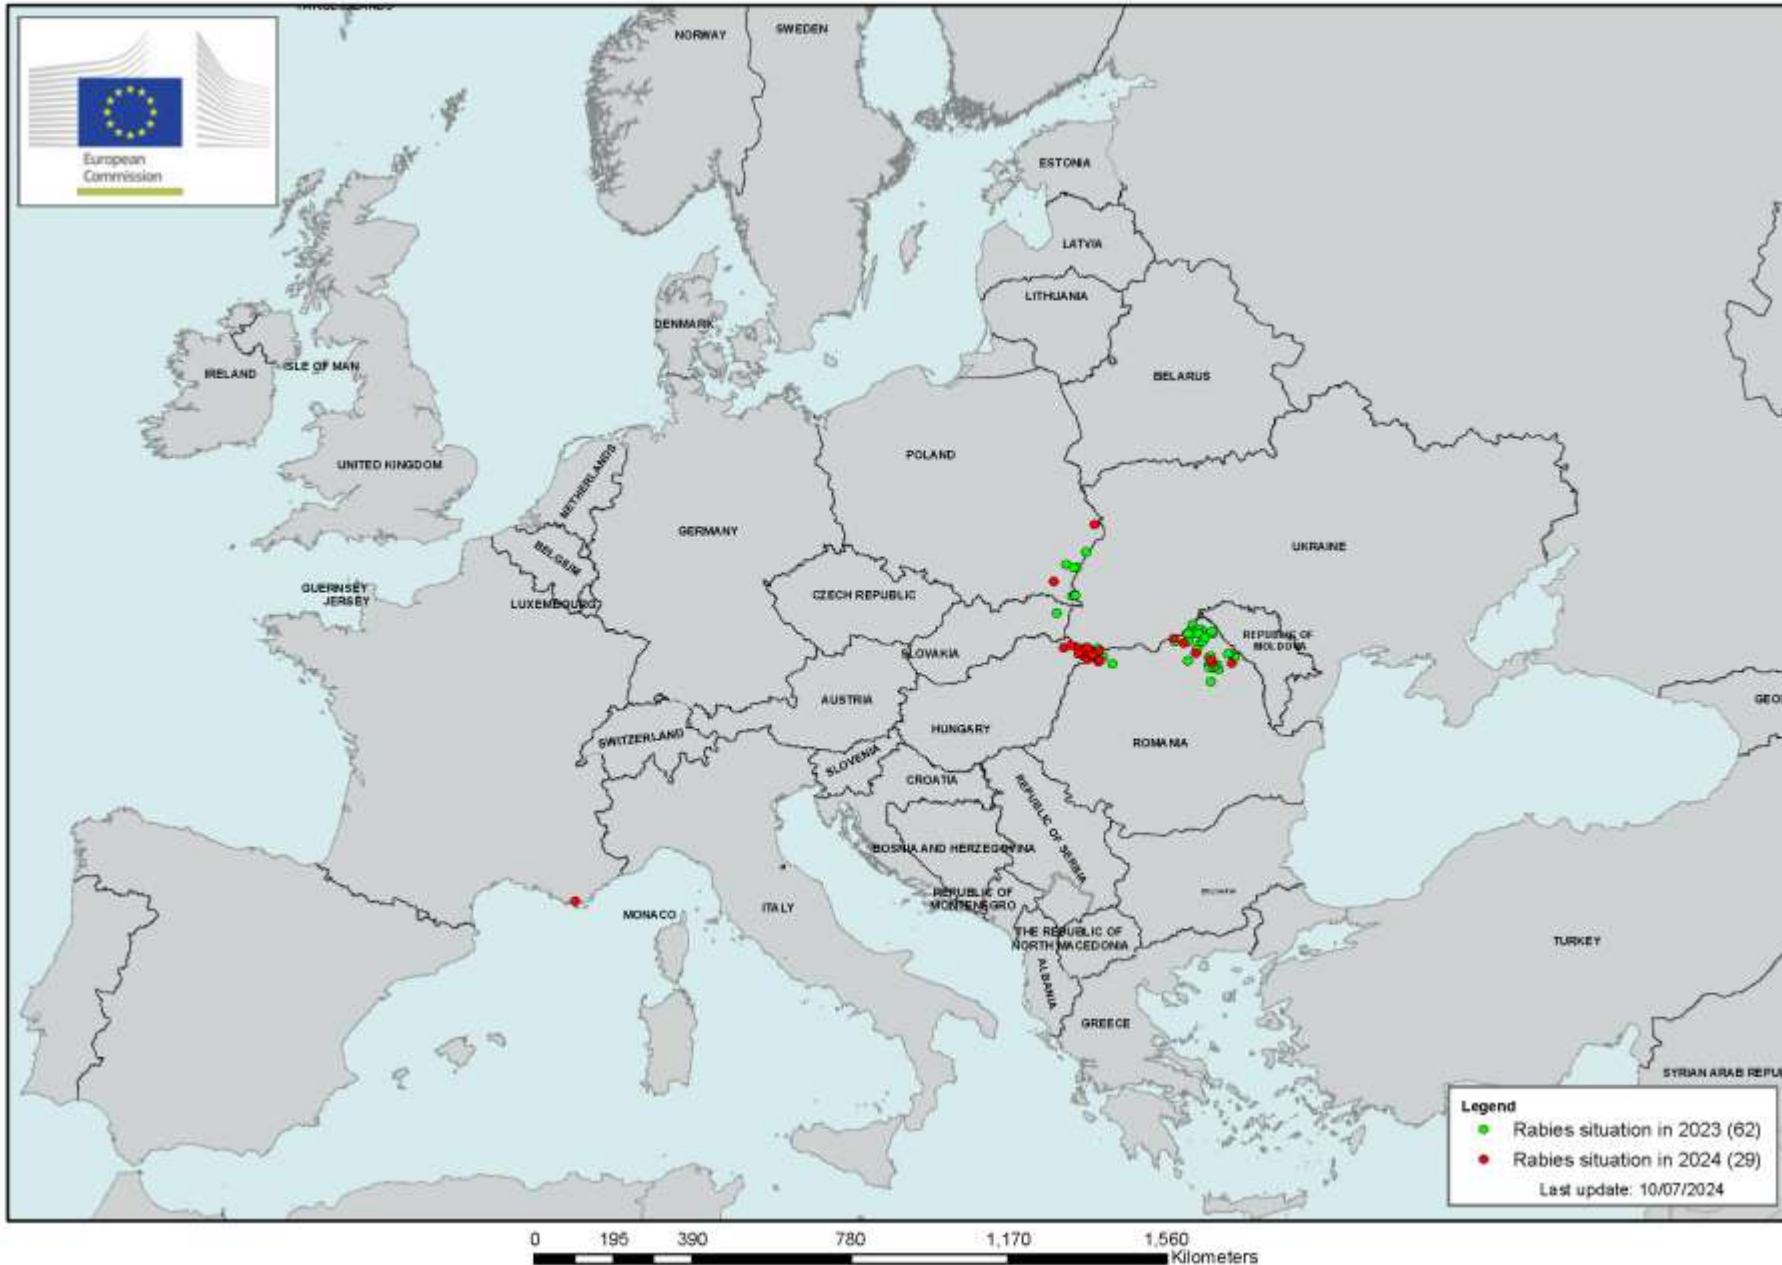 European
Commission
NORWAY
SWEDEN
ESTONIA
LATVIA
LITHUANIA
DENMARK
ISLE OF MAN
IRELAND
BELARUS
UNITED KINGDOM
NETHERLANDS
POLAND
GERMANY
BELGIUM
UKRAINE
GUERNSEY
JERSEY
LUXEMBOURG
CZECH REPUBLIC
SLOVAKIA
REPUBLIC OF
MOLDOVA
AUSTRIA
SWITZERLAND
HUNGARY
ROMANIA
SLOVENIA
CROATIA
REPUBLIC OF SERBIA
BOSNIA AND HERZEGOVINA
REPUBLIC OF
MONTENEGRO
MONACO
ITALY
THE REPUBLIC OF
NORTH MACEDONIA
ALBANIA
GREECE
TURKEY
GEO
SYRIAN ARAB REPU
Legend
Rabies situation in 2023 (62)
Rabies situation in 2024 (29)
Last update: 10/07/2024
0 195 390 780 1,170 1,560
Kilometers